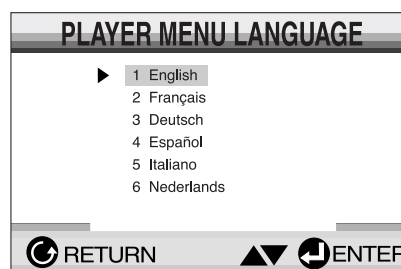 PLAYER MENU LANGUAGE
1 English
2 Français
3 Deutsch
4 Español
5 Italiano
6 Nederlands
RETURN ENTER